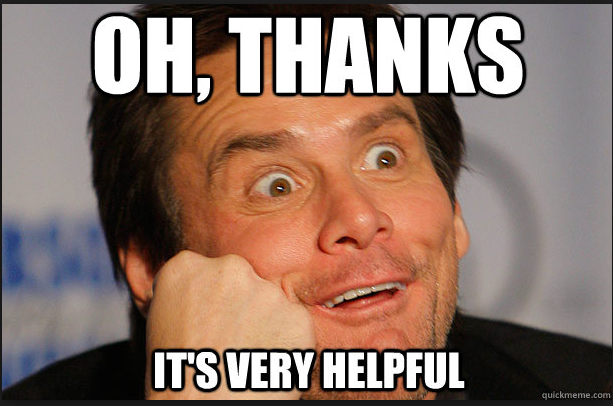 OH, THANKS
IT'S VERY HELPFUL
quickmeme.com